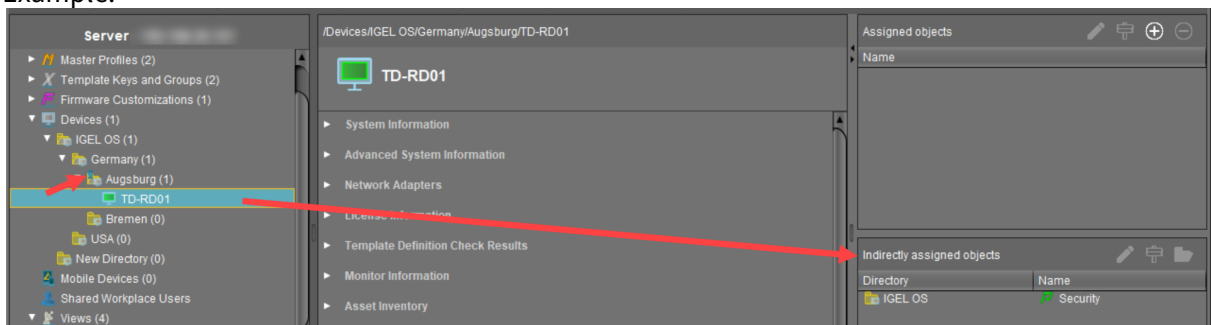 Example:
Server
Master Profiles (2)
Template Keys and Groups (2)
Firmware Customizations (1)
Devices (1)
IGEL OS (1)
Germany (1)
Augsburg (1)
TD-RD01
Bremen (0)
USA (0)
New Directory (0)
Mobile Devices (0)
Shared Workplace Users
Views (4)
/Devices/IGEL OS/Germany/Augsburg/TD-RD01
TD-RD01
System Information
Advanced System Information
Network Adapters
License Information
Template Definition Check Results
Monitor Information
Asset Inventory
Assigned objects
Name
Indirectly assigned objects
Directory Name
IGEL OS Security